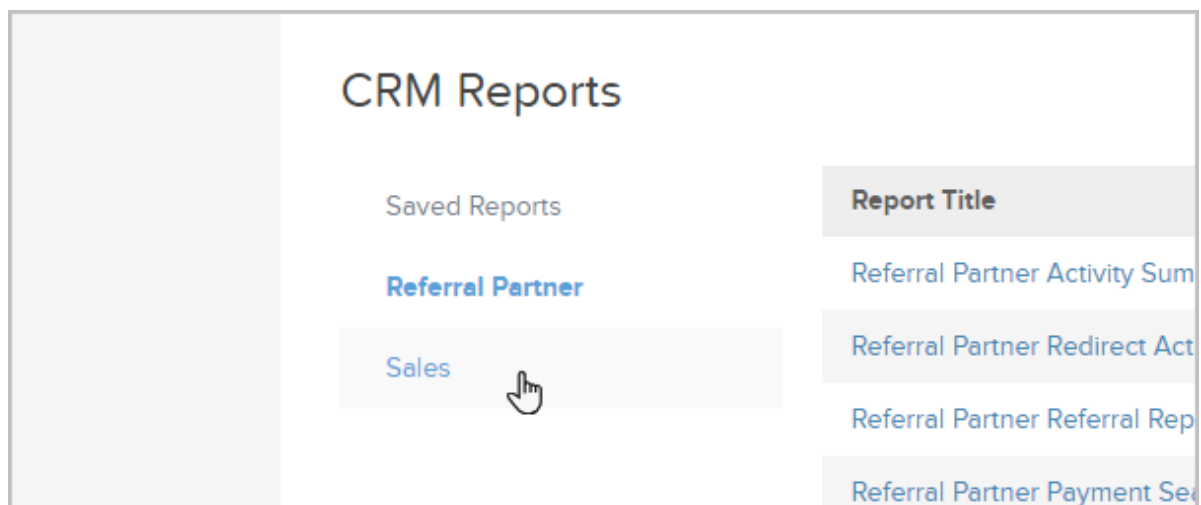 CRM Reports
Saved Reports
Referral Partner
Sales
Report Title
Referral Partner Activity Sum
Referral Partner Redirect Act
Referral Partner Referral Rep
Referral Partner Payment Sea